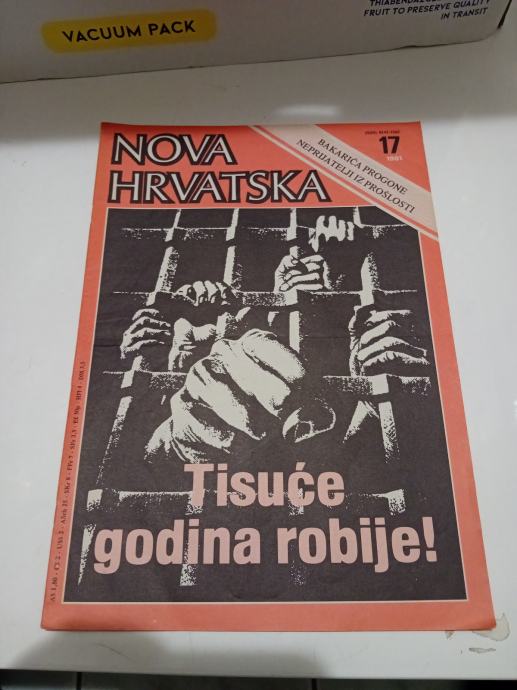 VACUUM PACK
FRUIT TO PRESERVE QUALITY
IN TRANSIT
NOVA
HRVATSKA
BAKARIĆA PROGONE
NEPRIJATELJI IZ PROŠLOSTI
17
1981
Tisuće
godina robije!